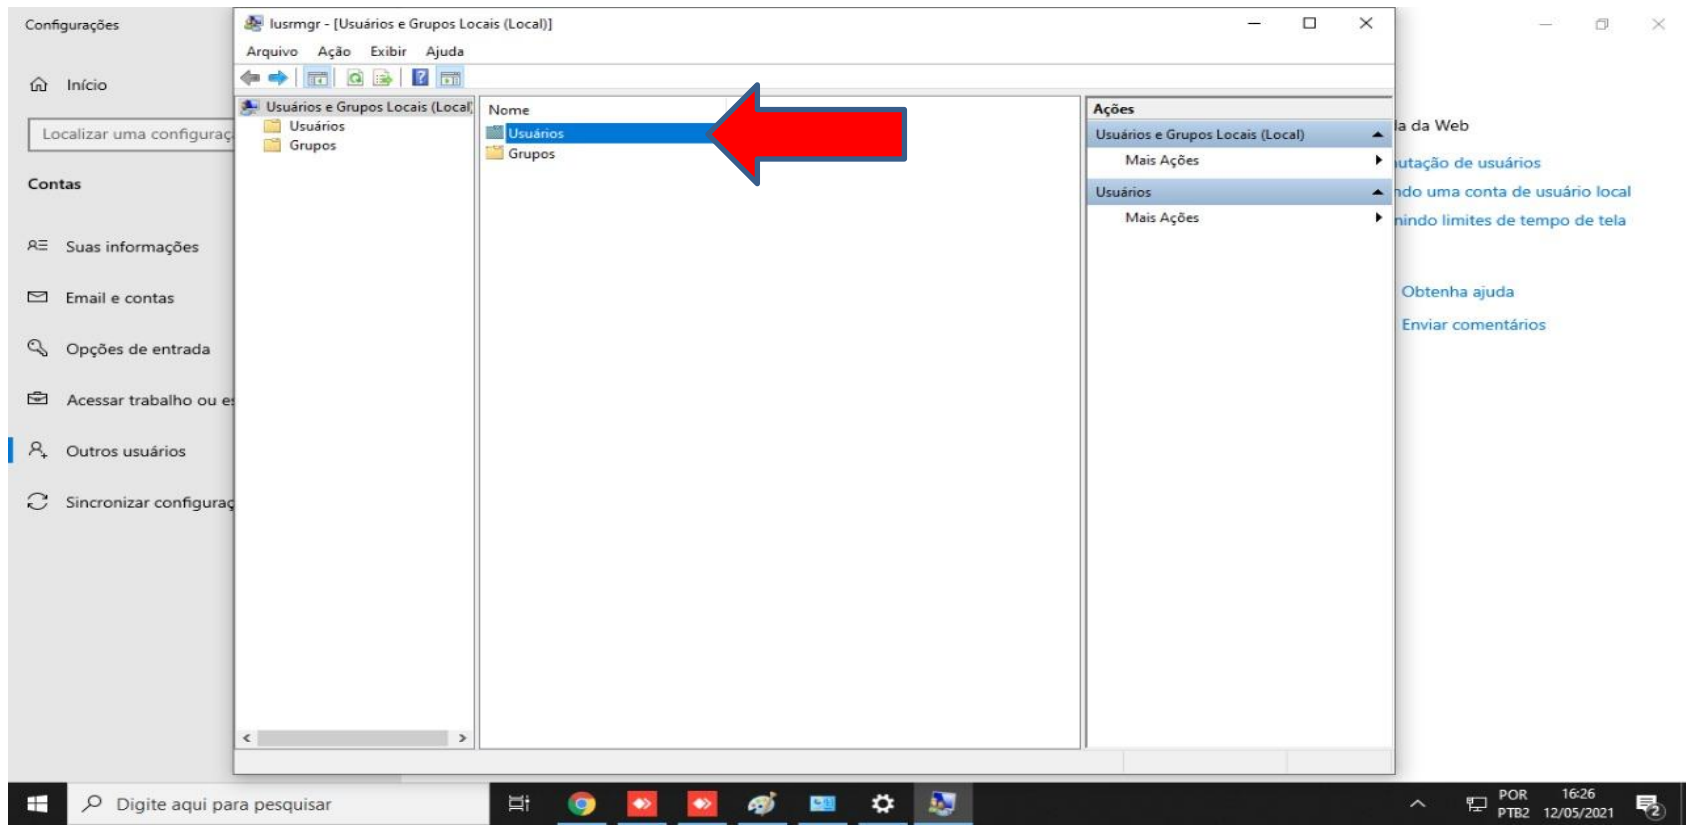 Configurações
Início
Localizar uma configuraç
Contas
Suas informações
Email e contas
Opções de entrada
Acessar trabalho ou e
Outros usuários
Sincronizar configuraç
lusrmgr - [Usuários e Grupos Locais (Local)]
Arquivo Ação Exibir Ajuda
Usuários e Grupos Locais (Local)
Usuários
Grupos
Nome
Usuários
Grupos
Ações
Usuários e Grupos Locais (Local)
Mais Ações
Usuários
Mais Ações
da Web
utação de usuários
ndo uma conta de usuário local
nindo limites de tempo de tela
Obtenha ajuda
Enviar comentários
Digite aqui para pesquisar
POR
PTB2
16:26
12/05/2021
2